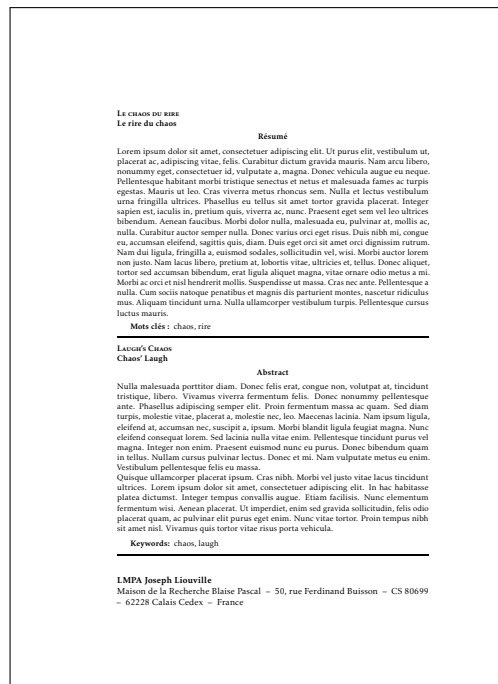 Le chaos du rire
Le rire du chaos
Résumé
Lorem ipsum dolor sit amet, consectetuer adipiscing elit. Ut purus elit, vestibulum ut,
placerat ac, adipiscing vitae, felis. Curabitur dictum gravida mauris. Nam arcu libero,
nonummy eget, consectetuer id, vulputate a, magna. Donec vehicula augue eu neque.
Pellentesque habitant morbi tristique senectus et netus et malesuada fames ac turpis
egestas. Mauris ut leo. Cras viverra metus rhoncus sem. Nulla et lectus vestibulum
urna fringilla ultrices. Phasellus eu tellus sit amet tortor gravida placerat. Integer
sapien est, iaculis in, pretium quis, viverra ac, nunc. Praesent eget sem vel leo ultrices
bibendum. Aenean faucibus. Morbi dolor nulla, malesuada eu, pulvinar at, mollis ac,
nulla. Curabitur auctor semper nulla. Donec varius orci eget risus. Duis nibh mi, congue
eu, accumsan eleifend, sagittis quis, diam. Duis eget orci sit amet orci dignissim rutrum.
Nam dui ligula, fringilla a, euismod sodales, sollicitudin vel, wisi. Morbi auctor lorem
non justo. Nam lacus libero, pretium at, lobortis vitae, ultricies et, tellus. Donec aliquet,
tortor sed accumsan bibendum, erat ligula aliquet magna, vitae ornare odio metus a mi.
Morbi ac orci et nisl hendrerit mollis. Suspendisse ut massa. Cras nec ante. Pellentesque a
nulla. Cum sociis natoque penatibus et magnis dis parturient montes, nascetur ridiculus
mus. Aliquam tincidunt urna. Nulla ullamcorper vestibulum turpis. Pellentesque cursus
luctus mauris.
Mots clés : chaos, rire
Laugh's Chaos
Chaos' Laugh
Abstract
Nulla malesuada porttitor diam. Donec felis erat, congue non, volutpat at, tincidunt
tristique, libero. Vivamus viverra fermentum felis. Donec nonummy pellentesque
ante. Phasellus adipiscing semper elit. Proin fermentum massa ac quam. Sed diam
turpis, molestie vitae, placerat a, molestie nec, leo. Maecenas lacinia. Nam ipsum ligula,
eleifend at, accumsan nec, suscipit a, ipsum. Morbi blandit ligula feugiat magna. Nunc
eleifend consequat lorem. Sed lacinia nulla vitae enim. Pellentesque tincidunt purus vel
magna. Integer non enim. Praesent euismod nunc eu purus. Donec bibendum quam
in tellus. Nullam cursus pulvinar lectus. Donec et mi. Nam vulputate metus eu enim.
Vestibulum pellentesque felis eu massa.
Quisque ullamcorper placerat ipsum. Cras nibh. Morbi vel justo vitae lacus tincidunt
ultrices. Lorem ipsum dolor sit amet, consectetuer adipiscing elit. In hac habitasse
platea dictumst. Integer tempus convallis augue. Etiam facilisis. Nunc elementum
fermentum wisi. Aenean placerat. Ut imperdiet, enim sed gravida sollicitudin, felis odio
placerat quam, ac pulvinar elit purus eget enim. Nunc vitae tortor. Proin tempus nibh
sit amet nisl. Vivamus quis tortor vitae risus porta vehicula.
Keywords: chaos, laugh
LMPA Joseph Liouville
Maison de la Recherche Blaise Pascal – 50, rue Ferdinand Buisson – CS 80699
– 62228 Calais Cedex – France